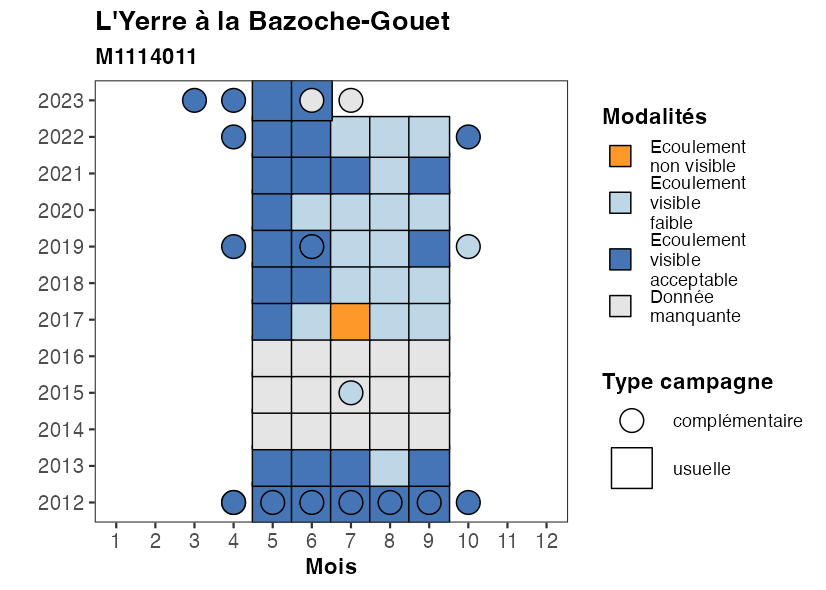 L'Yerre à la Bazoche-Gouet
M1114011
2023
2022
2021
2020
2019
2018
2017
2016
2015
2014
2013
2012
1 2 3 4 5 6 7 8 9 10 11 12
Mois
Modalités
Ecoulement
non visible
Ecoulement
visible
faible
Ecoulement
visible
acceptable
Donnée
manquante
Type campagne
complémentaire
usuelle